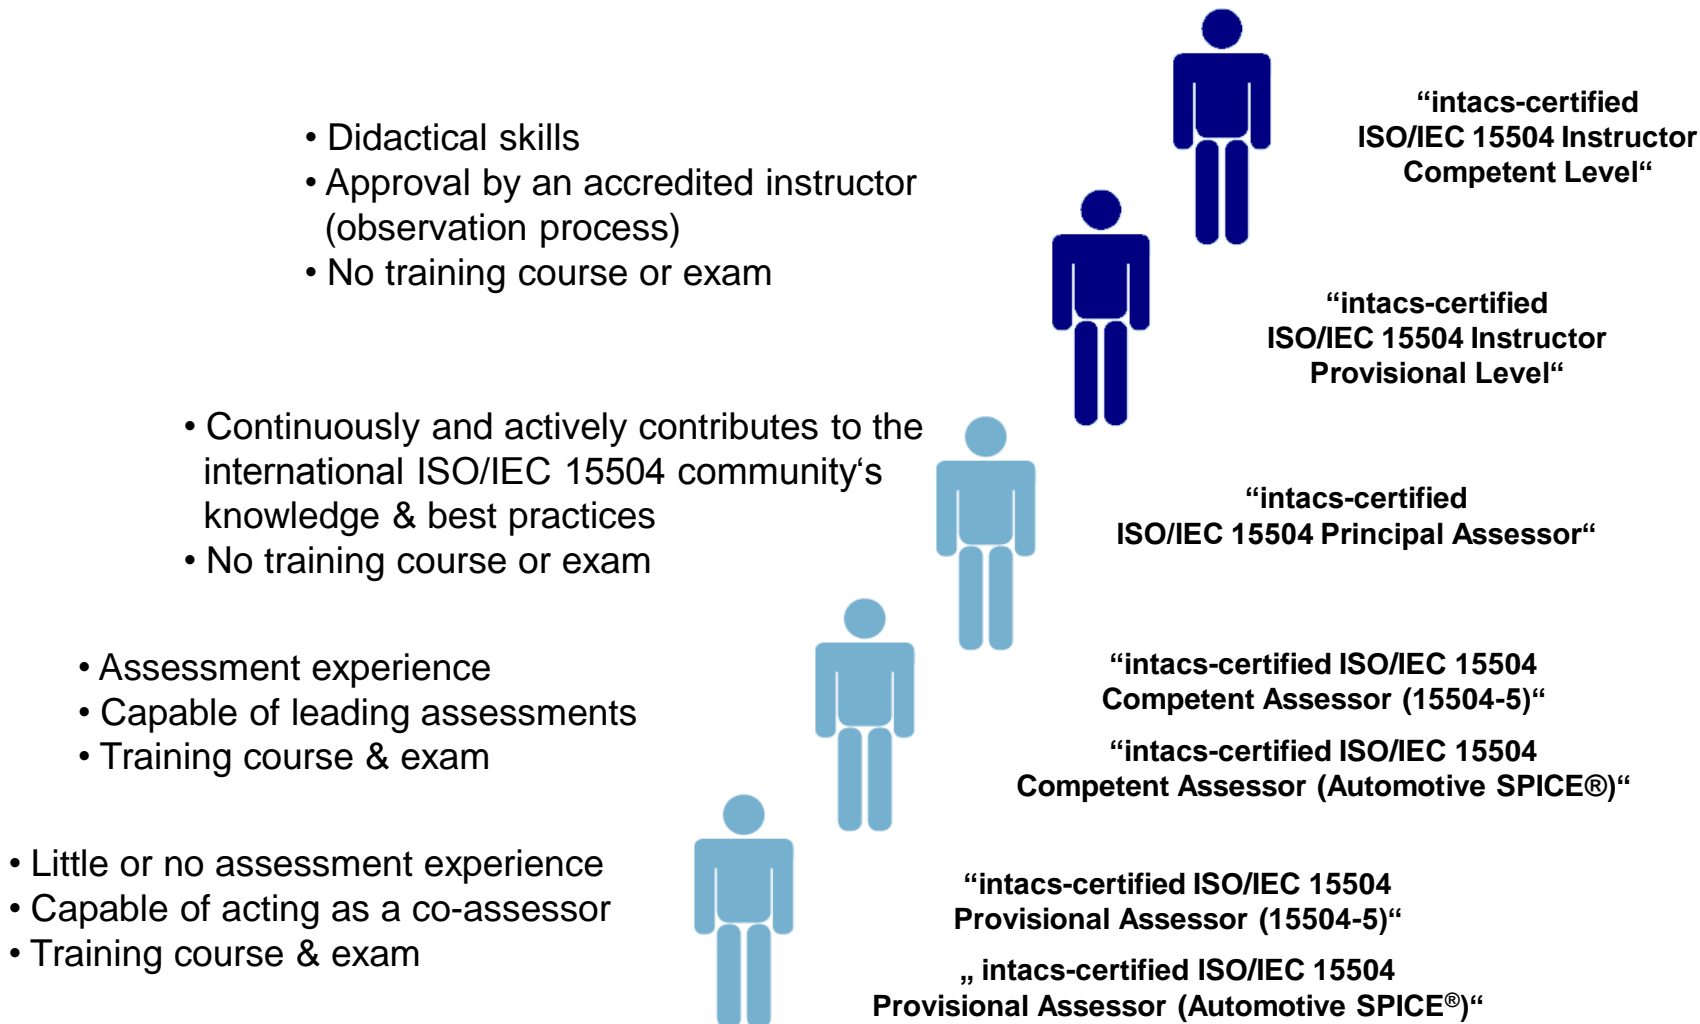 “intacs-certified
ISO/IEC 15504 Instructor
Competent Level“
• Didactical skills
• Approval by an accredited instructor
(observation process)
• No training course or exam
“intacs-certified
ISO/IEC 15504 Instructor
Provisional Level“
• Continuously and actively contributes to the
international ISO/IEC 15504 community‘s
knowledge & best practices
• No training course or exam
“intacs-certified
ISO/IEC 15504 Principal Assessor“
• Assessment experience
• Capable of leading assessments
• Training course & exam
“intacs-certified ISO/IEC 15504
Competent Assessor (15504-5)“
“intacs-certified ISO/IEC 15504
Competent Assessor (Automotive SPICE®)“
• Little or no assessment experience
• Capable of acting as a co-assessor
• Training course & exam
“intacs-certified ISO/IEC 15504
Provisional Assessor (15504-5)“
„ intacs-certified ISO/IEC 15504
Provisional Assessor (Automotive SPICE®)“